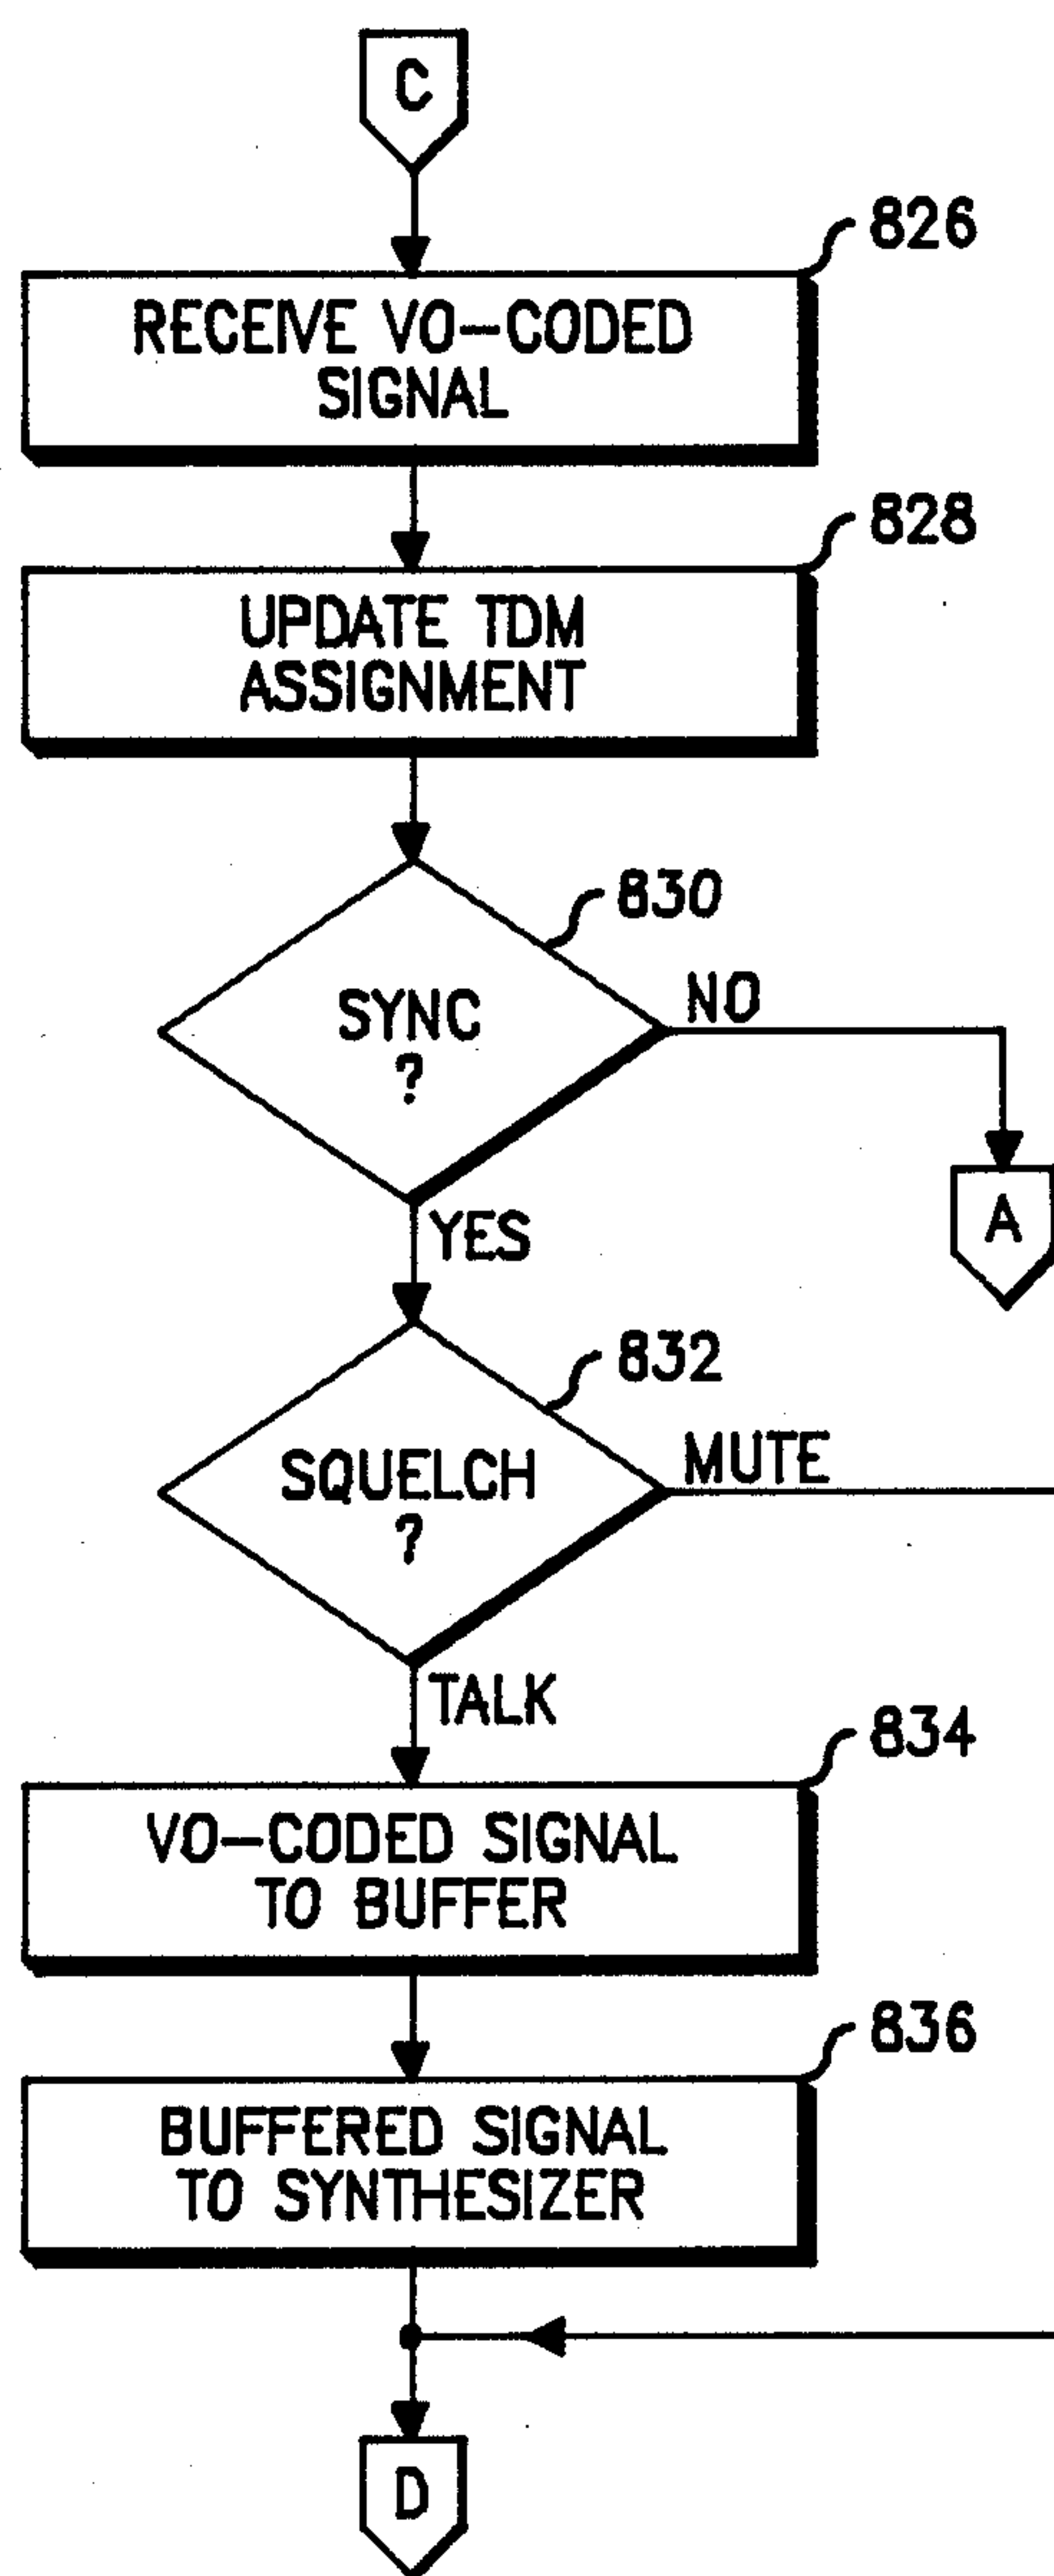 C
826
RECEIVE VO-CODED
SIGNAL
828
UPDATE TDM
ASSIGNMENT
830
SYNC
?
NO
A
YES
832
SQUELCH
?
MUTE
TALK
834
VO-CODED SIGNAL
TO BUFFER
836
BUFFERED SIGNAL
TO SYNTHESIZER
D